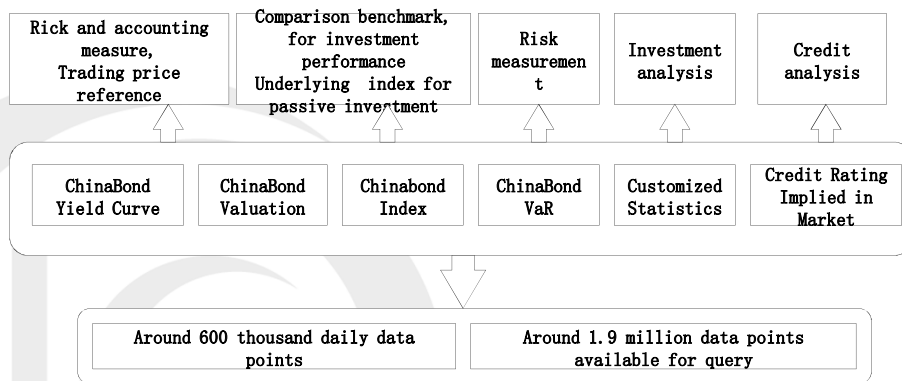 Rick and accounting
measure,
Trading price
reference
Comparison benchmark,
for investment
performance
Underlying index for
passive investment
Risk
measuremen
t
Investment
analysis
Credit
analysis
ChinaBond
Yield Curve
ChinaBond
Valuation
Chinabond
Index
ChinaBond
VaR
Customized
Statistics
Credit Rating
Implied in
Market
Around 600 thousand daily data
points
Around 1.9 million data points
available for query